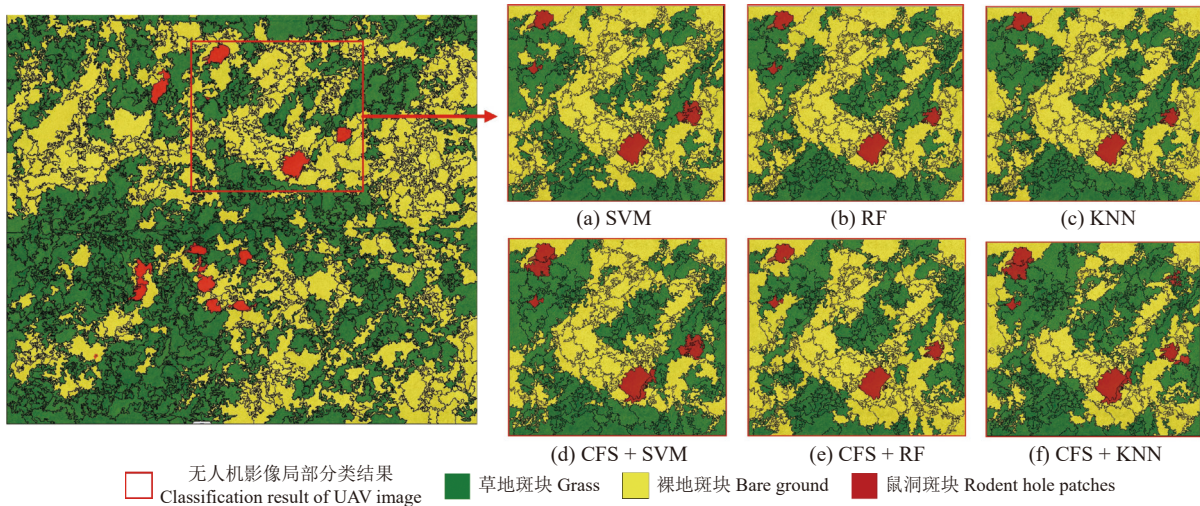 (a) SVM
(b) RF
(c) KNN
(d) CFS + SVM
(e) CFS + RF
(f) CFS + KNN
无人机影像局部分类结果
Classification result of UAV image
草地斑块 Grass
裸地斑块 Bare ground
鼠洞斑块 Rodent hole patches